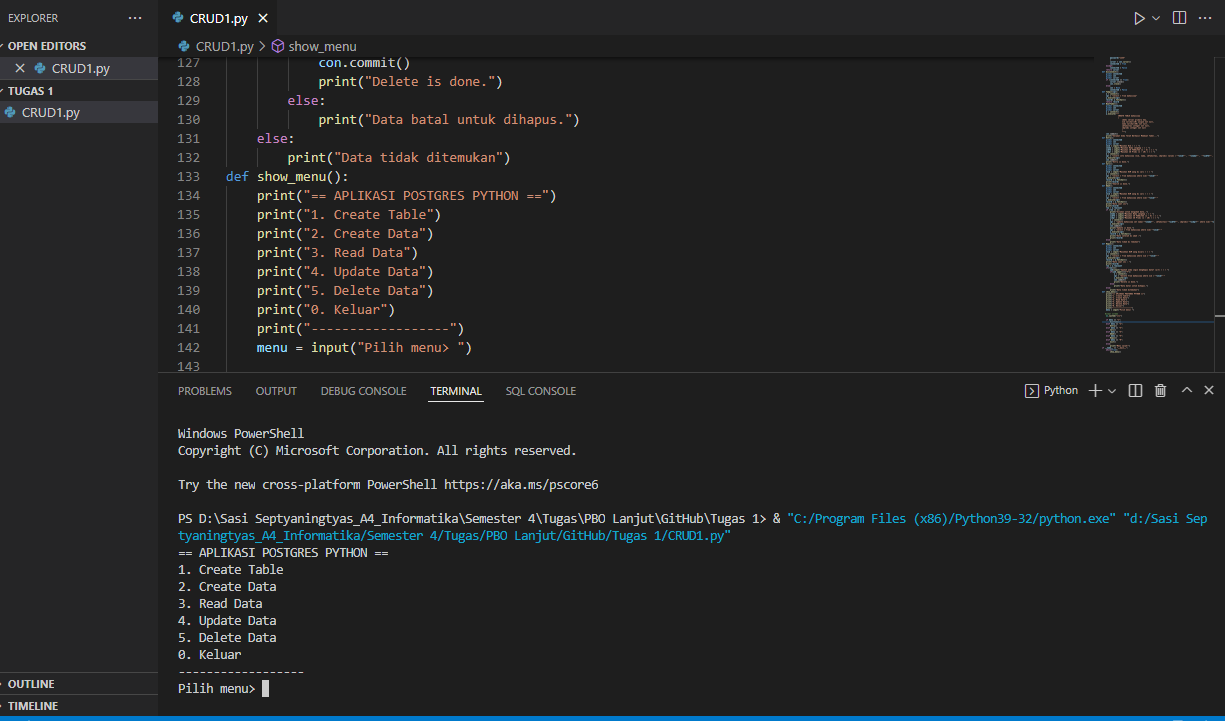 EXPLORER
OPEN EDITORS
CRUD1.py
TUGAS 1
CRUD1.py
OUTLINE
TIMELINE
CRUD1.py
CRUD1.py > show_menu
127 con.commit()
128 print("Delete is done.")
129 else:
130 print("Data batal untuk dihapus.")
131 else:
132 print("Data tidak ditemukan")
133 def show_menu():
134 print("== APLIKASI POSTGRES PYTHON ==")
135 print("1. Create Table")
136 print("2. Create Data")
137 print("3. Read Data")
138 print("4. Update Data")
139 print("5. Delete Data")
140 print("0. Keluar")
141 print("------------------")
142 menu = input("Pilih menu> ")
143
PROBLEMS OUTPUT DEBUG CONSOLE TERMINAL SQL CONSOLE
Python
Windows PowerShell
Copyright (C) Microsoft Corporation. All rights reserved.
Try the new cross-platform PowerShell https://aka.ms/pscore6
PS D:\Sasi Septyaningtyas_A4_Informatika\Semester 4\Tugas\PBO Lanjut\GitHub\Tugas 1> & "C:/Program Files (x86)/Python39-32/python.exe" "d:/Sasi Sep
tyaningtyas_A4_Informatika/Semester 4/Tugas/PBO Lanjut/GitHub/Tugas 1/CRUD1.py"
== APLIKASI POSTGRES PYTHON ==
1. Create Table
2. Create Data
3. Read Data
4. Update Data
5. Delete Data
0. Keluar
------------------
Pilih menu>